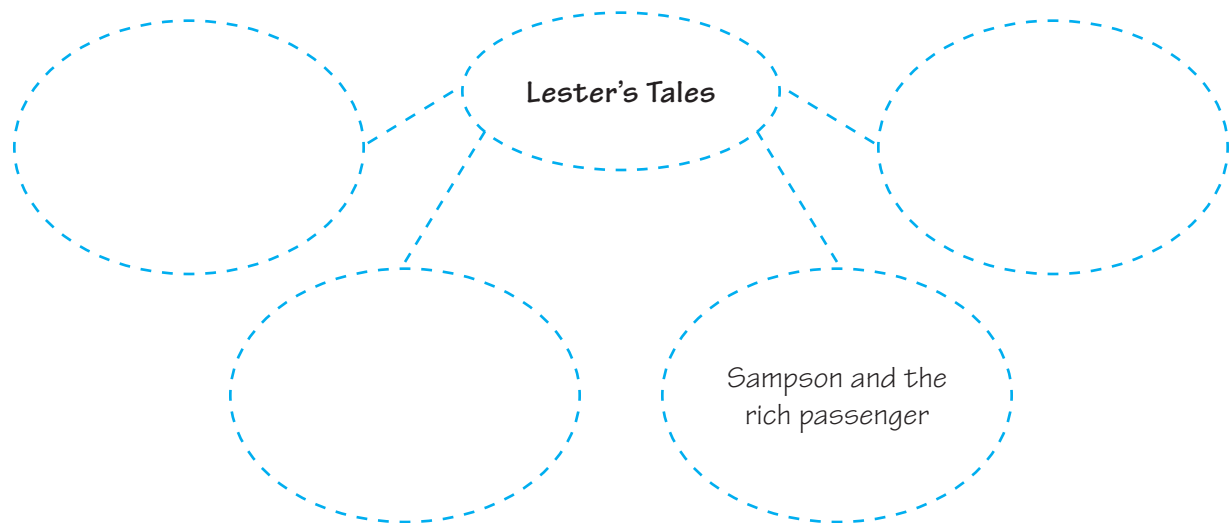 Lester’s Tales
Sampson and the
rich passenger